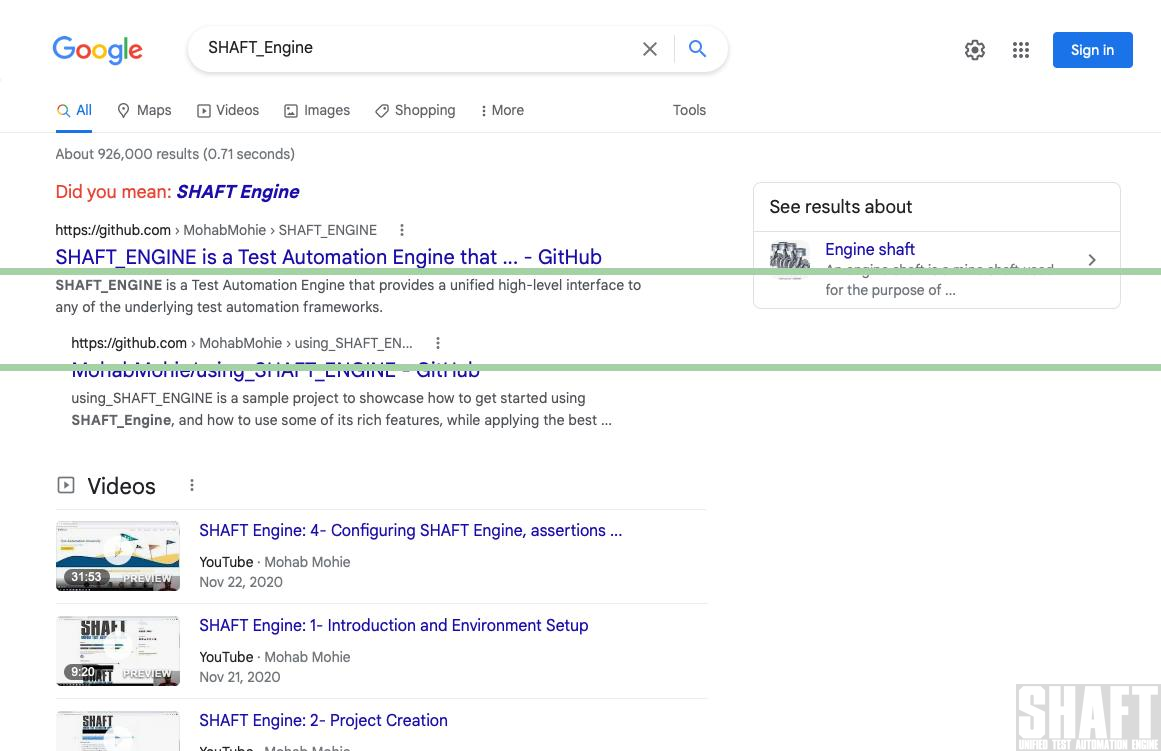 Google
SHAFT_Engine
Sign in
All
Maps
Videos
Images
Shopping
More
Tools
About 926,000 results (0.71 seconds)
Did you mean: SHAFT Engine
https://github.com › MohabMohie › SHAFT_ENGINE
SHAFT_ENGINE is a Test Automation Engine that ... - GitHub
SHAFT_ENGINE is a Test Automation Engine that provides a unified high-level interface to
any of the underlying test automation frameworks.
https://github.com › MohabMohie › using_SHAFT_EN...
MohabMohie/using_SHAFT_ENGINE - GitHub
using_SHAFT_ENGINE is a sample project to showcase how to get started using
SHAFT_Engine, and how to use some of its rich features, while applying the best ...
See results about
Engine shaft
An engine shaft is a mine shaft used
for the purpose of ...
Videos
SHAFT Engine: 4- Configuring SHAFT Engine, assertions ...
31:53
PREVIEW
YouTube · Mohab Mohie
Nov 22, 2020
SHAFT Engine: 1- Introduction and Environment Setup
SHAFT
9:20
PREVIEW
YouTube · Mohab Mohie
Nov 21, 2020
SHAFT Engine: 2- Project Creation
SHAFT
YouTube · Mohab Mohie
SHAFT
UNIFIED TEST AUTOMATION ENGINE